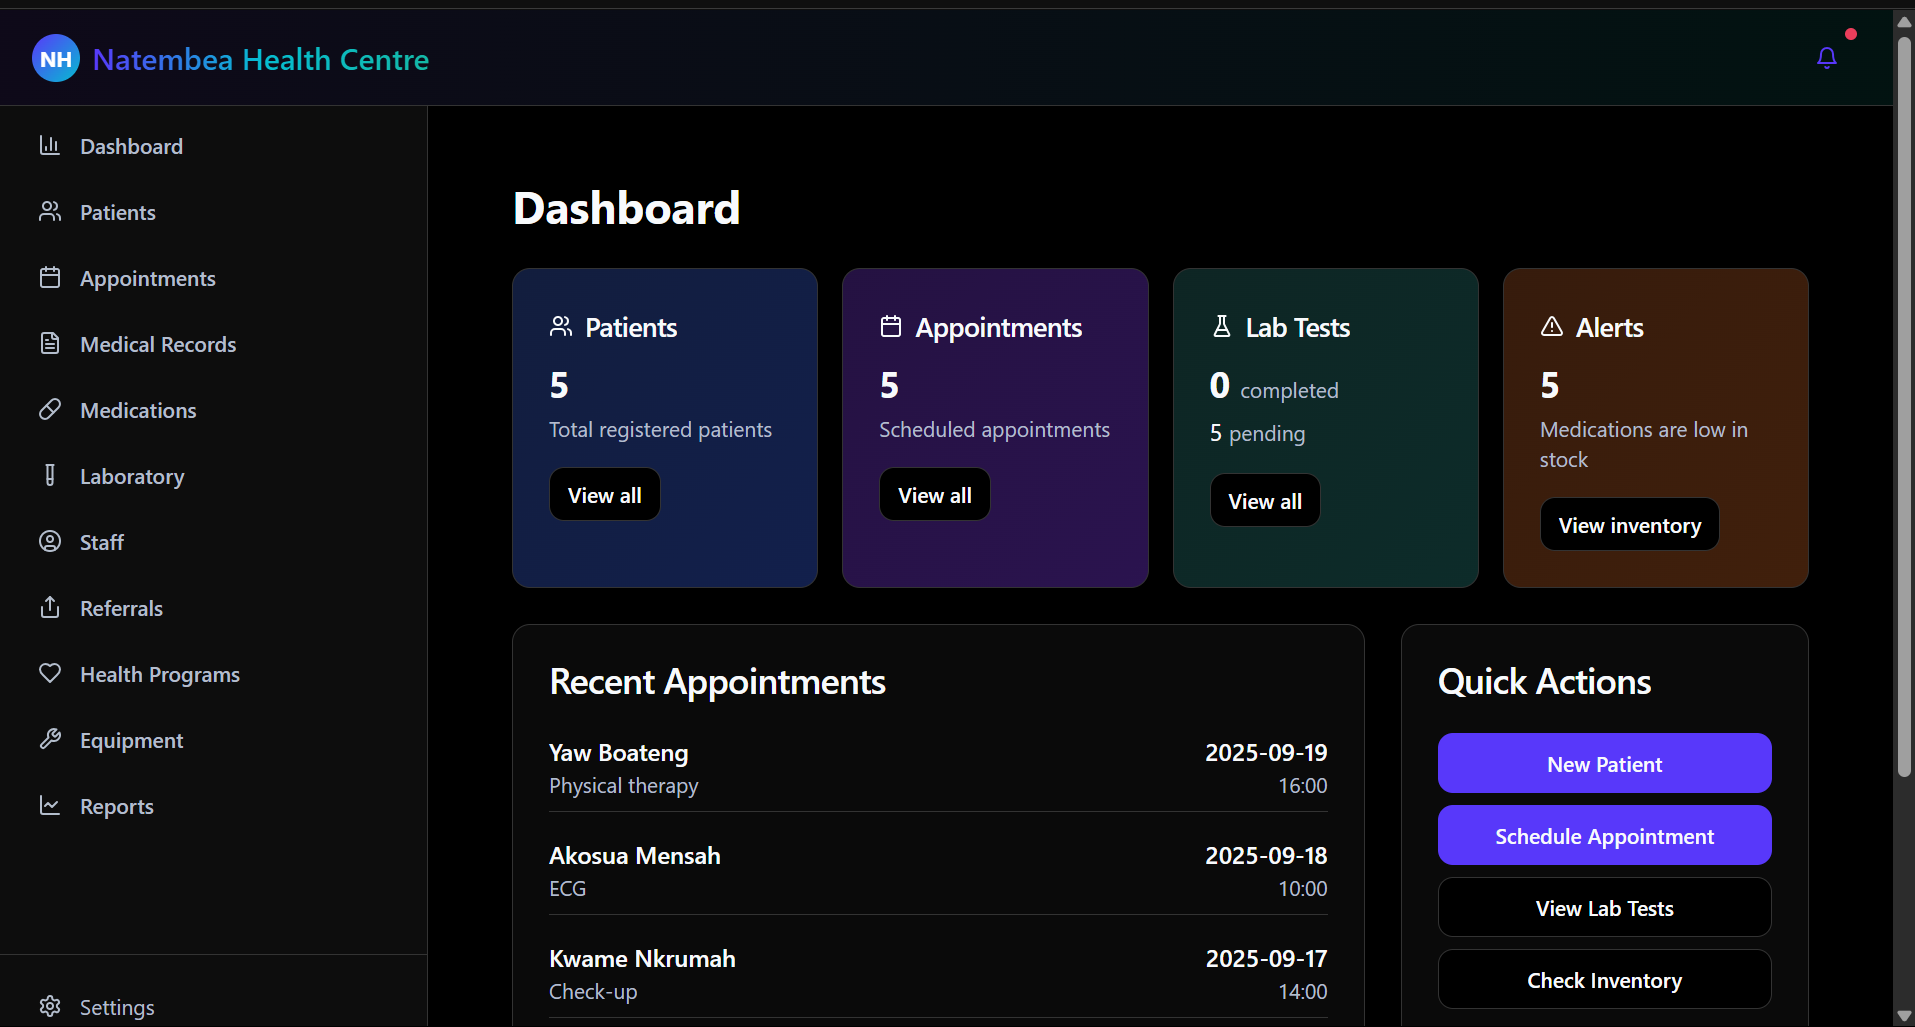 NH Natembea Health Centre
Dashboard
Patients
Appointments
Medical Records
Medications
Laboratory
Staff
Referrals
Health Programs
Equipment
Reports
Settings
Dashboard
Patients
5
Total registered patients
View all
Appointments
5
Scheduled appointments
View all
Lab Tests
0 completed
5 pending
View all
Alerts
5
Medications are low in
stock
View inventory
Recent Appointments
Yaw Boateng 2025-09-19
Physical therapy 16:00
Akosua Mensah 2025-09-18
ECG 10:00
Kwame Nkrumah 2025-09-17
Check-up 14:00
Quick Actions
New Patient
Schedule Appointment
View Lab Tests
Check Inventory